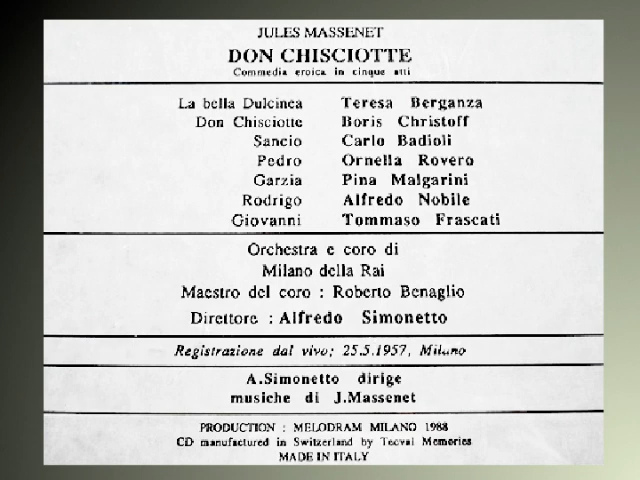 JULES MASSENET
DON CHISCIOTTE
Commedia eroica in cinque atti
La bella Dulcinea Teresa Berganza
Don Chisciotte Boris Christoff
Sancio Carlo Badioli
Pedro Ornella Rovero
Garzia Pina Malgarini
Rodrigo Alfredo Nobile
Giovanni Tommaso Frascati
Orchestra e coro di
Milano della Rai
Maestro del coro : Roberto Benaglio
Direttore : Alfredo Simonetto
Registrazione dal vivo; 25.5.1957, Milano
A.Simonetto dirige
musiche di J.Massenet
PRODUCTION : MELODRAM MILANO 1988
CD manufactured in Switzerland by Tecval Memories
MADE IN ITALY